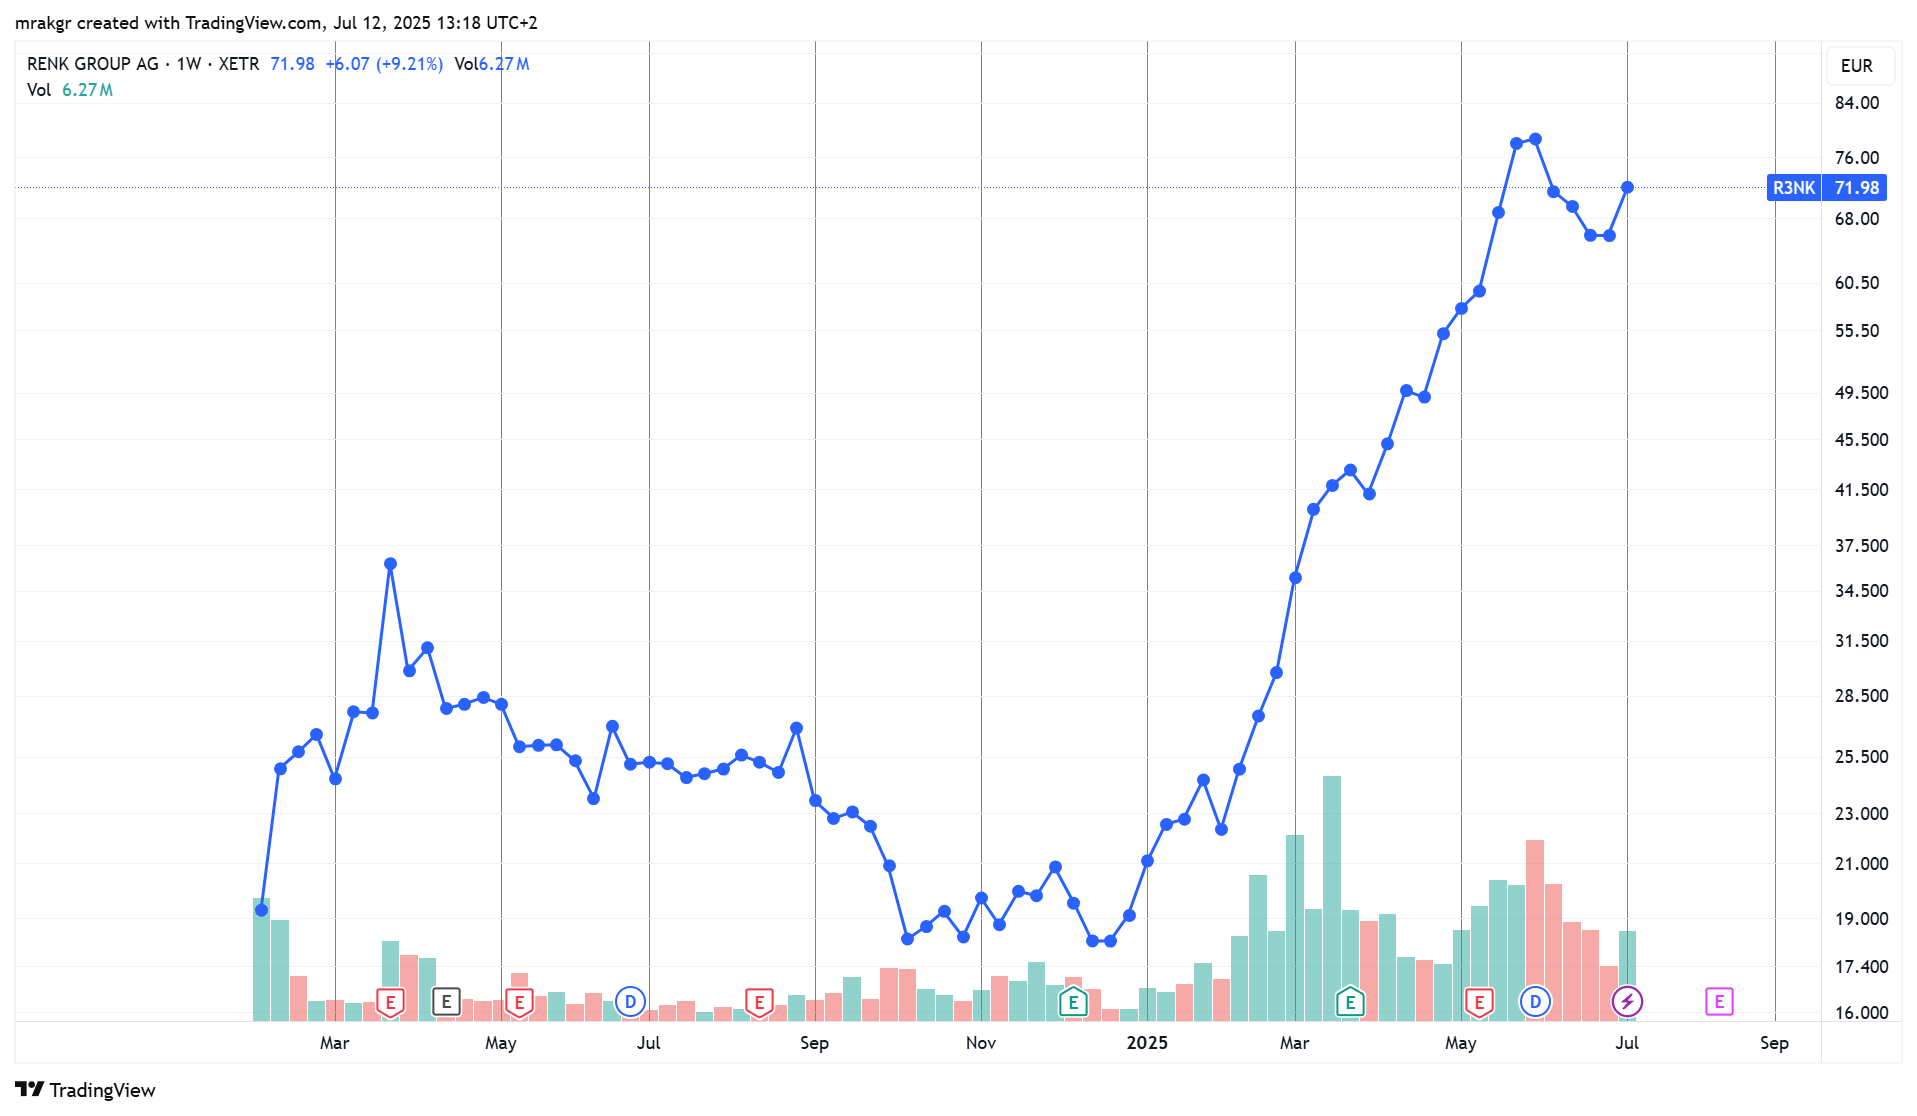 mrakgr created with TradingView.com, Jul 12, 2025 13:18 UTC+2
RENK GROUP AG · 1W · XETR 71.98 +6.07 (+9.21%) Vol6.27M
Vol 6.27M
EUR
84.00
76.00
R3NK 71.98
68.00
60.50
55.50
49.500
45.500
41.500
37.500
34.500
31.500
28.500
25.500
23.000
21.000
19.000
17.400
16.000
E E E D E E E E D E
Mar May Jul Sep Nov 2025 Mar May Jul Sep
TradingView